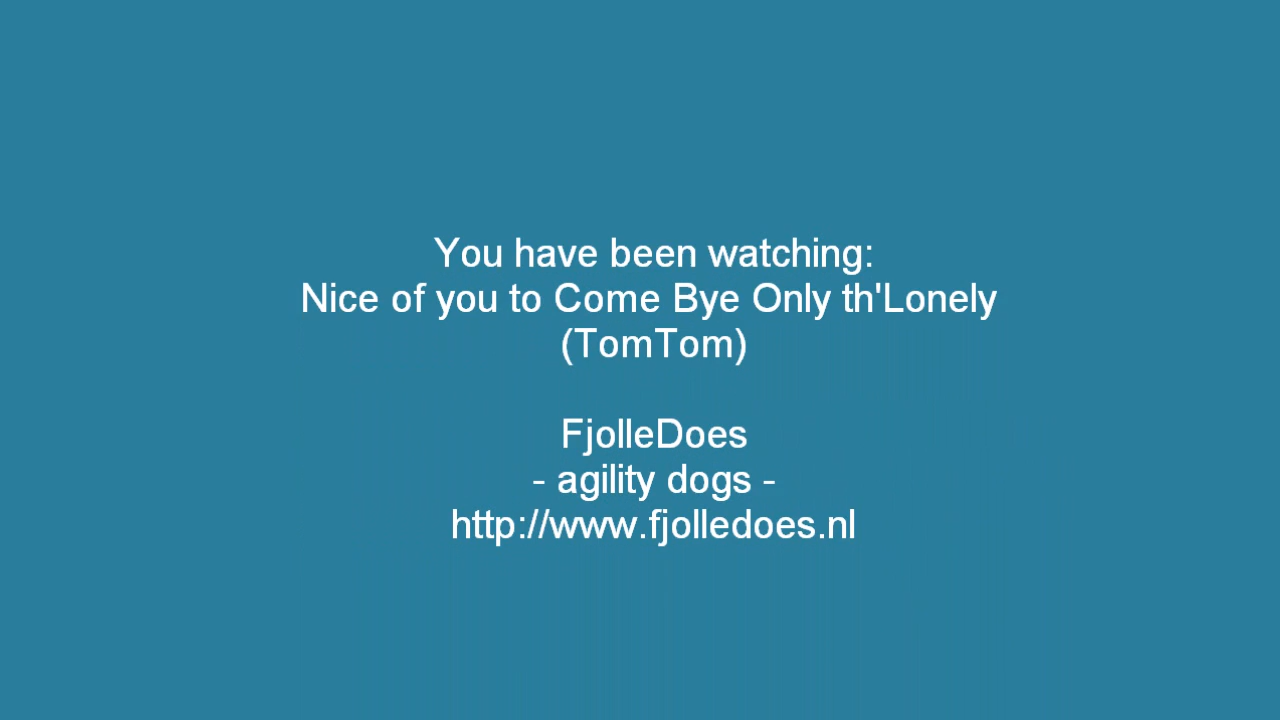 You have been watching:
Nice of you to Come Bye Only th'Lonely
(TomTom)
FjolleDoes
- agility dogs -
http://www.fjolledoes.nl